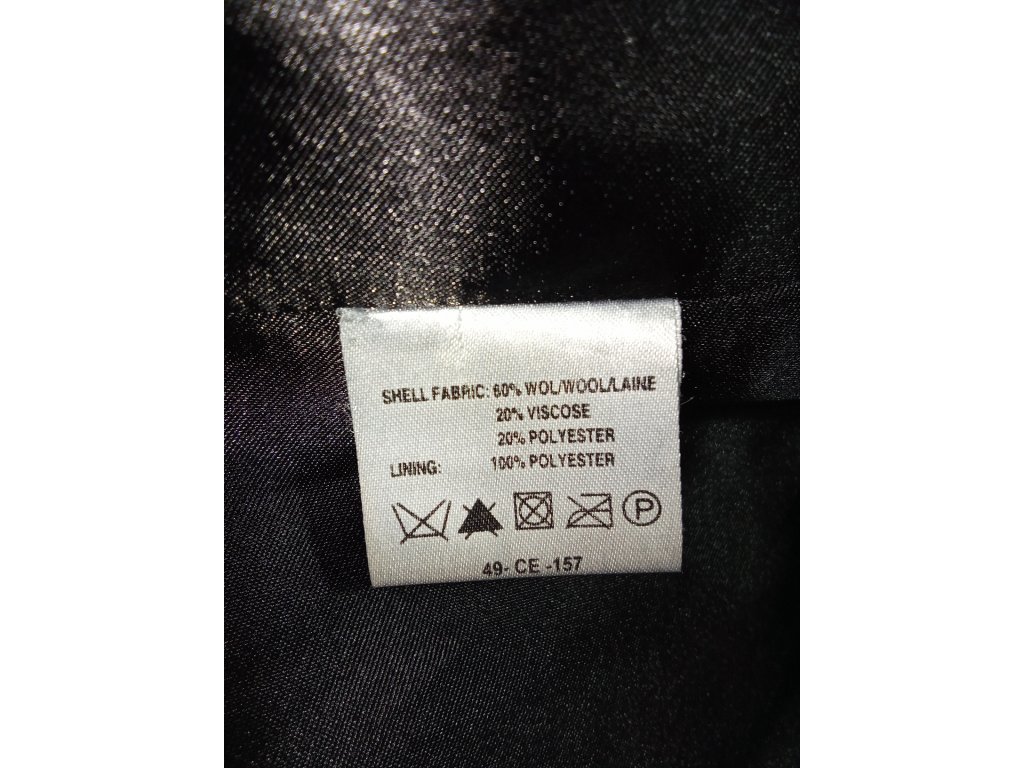 SHELL FABRIC: 60% WOL/WOOL/LAINE
20% VISCOSE
20% POLYESTER
LINING: 100% POLYESTER
P
49- CE -157